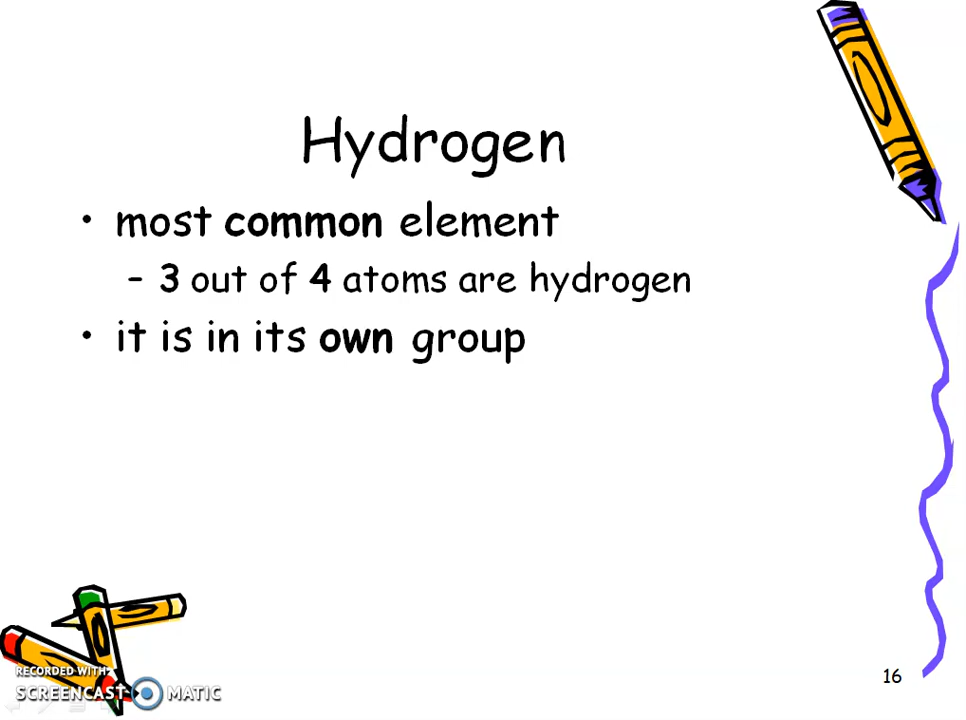 Hydrogen
• most common element
– 3 out of 4 atoms are hydrogen
• it is in its own group
16
RECORDED WITH
SCREENCAST MATIC